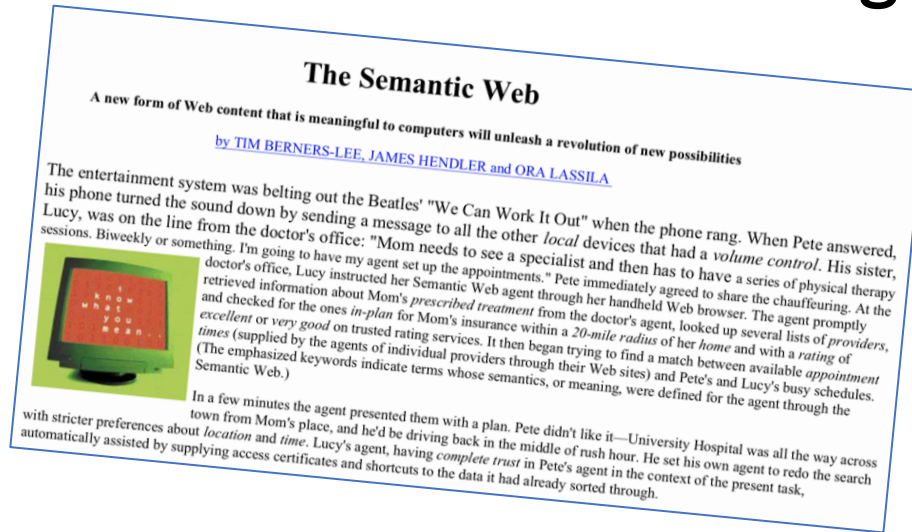 The Semantic Web
A new form of Web content that is meaningful to computers will unleash a revolution of new possibilities
by TIM BERNERS-LEE, JAMES HENDLER and ORA LASSILA
The entertainment system was belting out the Beatles' "We Can Work It Out" when the phone rang. When Pete answered,
his phone turned the sound down by sending a message to all the other local devices that had a volume control. His sister,
Lucy, was on the line from the doctor's office: "Mom needs to see a specialist and then has to have a series of physical therapy
sessions. Biweekly or something. I'm going to have my agent set up the appointments." Pete immediately agreed to share the chauffeuring. At the
doctor's office, Lucy instructed her Semantic Web agent through her handheld Web browser. The agent promptly
retrieved information about Mom's prescribed treatment from the doctor's agent, looked up several lists of providers,
and checked for the ones in-plan for Mom's insurance within a 20-mile radius of her home and with a rating of
excellent or very good on trusted rating services. It then began trying to find a match between available appointment
times (supplied by the agents of individual providers through their Web sites) and Pete's and Lucy's busy schedules.
(The emphasized keywords indicate terms whose semantics, or meaning, were defined for the agent through the
Semantic Web.)
I
know
what
you
mean...
In a few minutes the agent presented them with a plan. Pete didn't like it—University Hospital was all the way across
town from Mom's place, and he'd be driving back in the middle of rush hour. He set his own agent to redo the search
with stricter preferences about location and time. Lucy's agent, having complete trust in Pete's agent in the context of the present task,
automatically assisted by supplying access certificates and shortcuts to the data it had already sorted through.